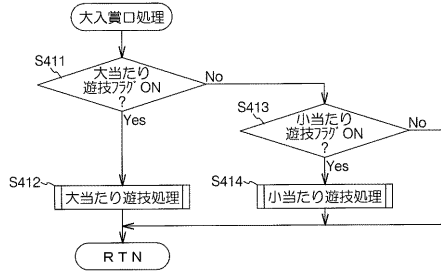 大入賞口処理
S411
大当たり
遊技フラグON
?
No
Yes
S413
小当たり
遊技フラグON
?
No
Yes
S412
大当たり遊技処理
S414
小当たり遊技処理
RTN